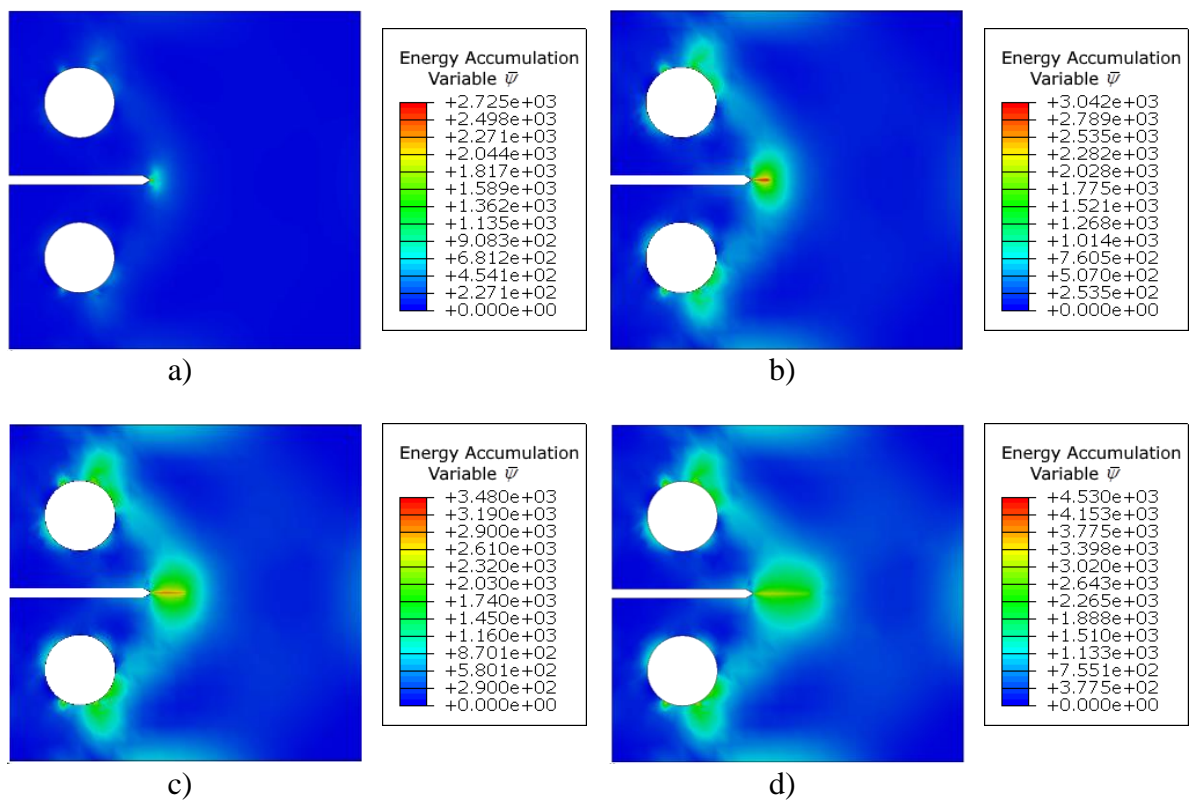 Energy Accumulation
Variable ψ̅
+2.725e+03
+2.498e+03
+2.271e+03
+2.044e+03
+1.817e+03
+1.589e+03
+1.362e+03
+1.135e+03
+9.083e+02
+6.812e+02
+4.541e+02
+2.271e+02
+0.000e+00
a)
Energy Accumulation
Variable ψ̅
+3.042e+03
+2.789e+03
+2.535e+03
+2.282e+03
+2.028e+03
+1.775e+03
+1.521e+03
+1.268e+03
+1.014e+03
+7.605e+02
+5.070e+02
+2.535e+02
+0.000e+00
b)
Energy Accumulation
Variable ψ̅
+3.480e+03
+3.190e+03
+2.900e+03
+2.610e+03
+2.320e+03
+2.030e+03
+1.740e+03
+1.450e+03
+1.160e+03
+8.701e+02
+5.801e+02
+2.900e+02
+0.000e+00
c)
Energy Accumulation
Variable ψ̅
+4.530e+03
+4.153e+03
+3.775e+03
+3.398e+03
+3.020e+03
+2.643e+03
+2.265e+03
+1.888e+03
+1.510e+03
+1.133e+03
+7.551e+02
+3.775e+02
+0.000e+00
d)